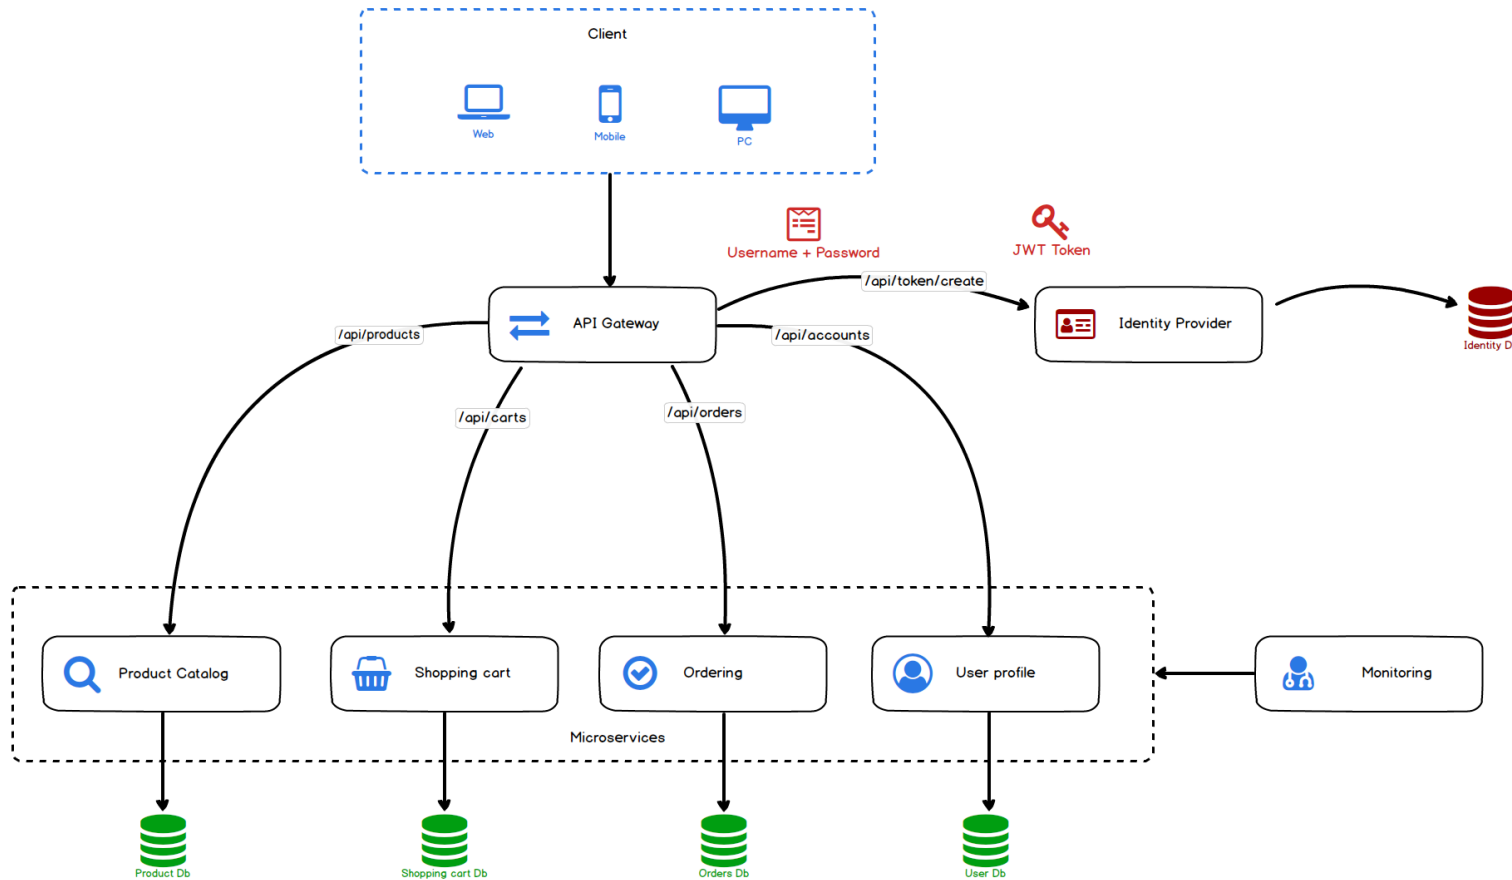 Client
Web
Mobile
PC
Username + Password
JWT Token
/api/token/create
API Gateway
Identity Provider
/api/products
/api/accounts
Identity D
/api/carts
/api/orders
Product Catalog
Shopping cart
Ordering
User profile
Monitoring
Microservices
Product Db
Shopping cart Db
Orders Db
User Db